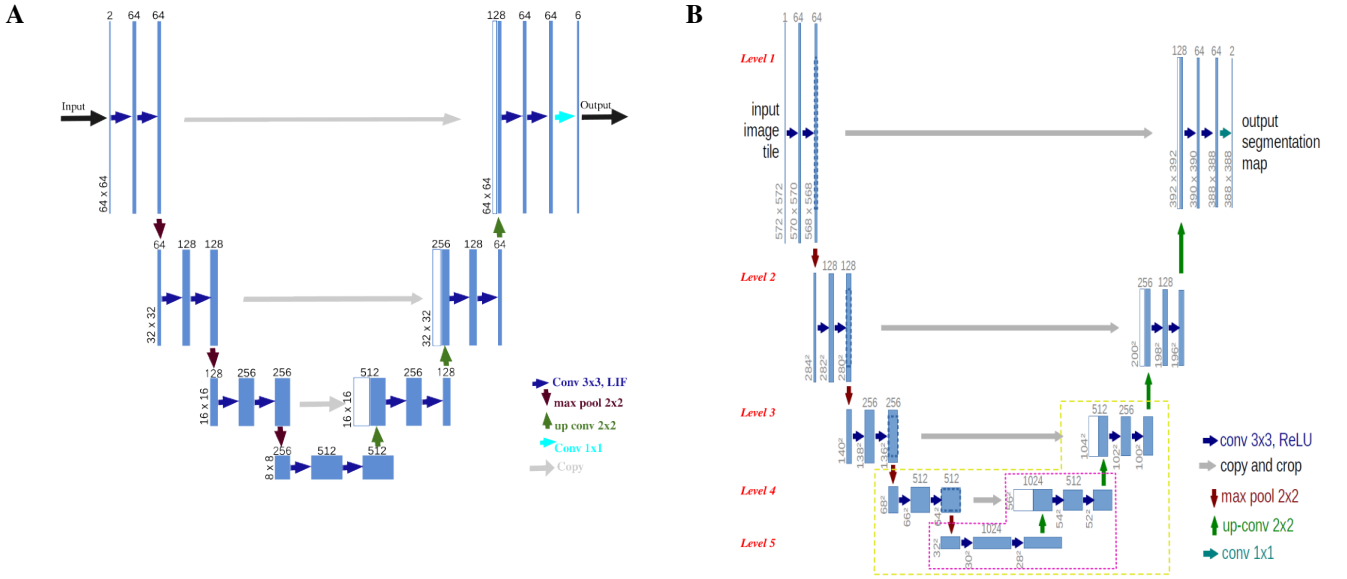 A
2 64 64
128 64 64 6
Input
Output
64 x 64
64 x 64
64 128 128
256 128 64
32 x 32
32 x 32
128 256 256
512 256 128
16 x 16
16 x 16
256 512 512
8 x 8
Conv 3x3, LIF
max pool 2x2
up conv 2x2
Conv 1x1
Copy
B
1 64 64
Level 1
128 64 64 2
input
image
tile
output
segmentation
map
572 x 572
570 x 570
568 x 568
392 x 392
390 x 390
388 x 388
388 x 388
Level 2
128 128
256 128
284²
282²
280²
200²
198²
196²
Level 3
256 256
512 256
140²
138²
136²
104²
102²
100²
Level 4
512 512
1024 512
68²
66²
64²
56²
54²
52²
Level 5
1024
32²
30²
28²
conv 3x3, ReLU
copy and crop
max pool 2x2
up-conv 2x2
conv 1x1